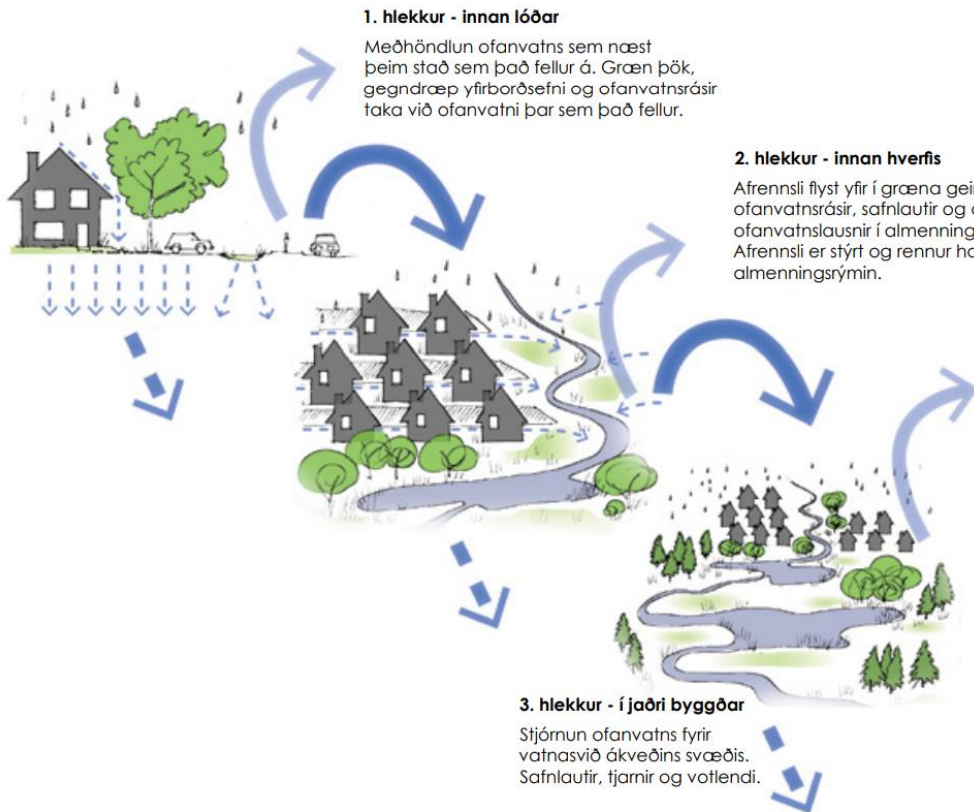 1. hlekkur - innan lóðar
Meðhöndlun ofanvatns sem næst
þeim stað sem það fellur á. Græn þök,
gegndræp yfirborðsefni og ofanvatnsrásir
taka við ofanvatni þar sem það fellur.
2. hlekkur - innan hverfis
Afrennsli flyst yfir í græna
ofanvatnsrásir, safnlautir og
ofanvatnslausnir í
Afrennsli er stýrt og rennur
almenningsrýmin.
3. hlekkur - í jaðri byggðar
Stjórnun ofanvatns fyrir
vatnasvið ákveðins svæðis.
Safnlautir, tjarnir og votlendi.